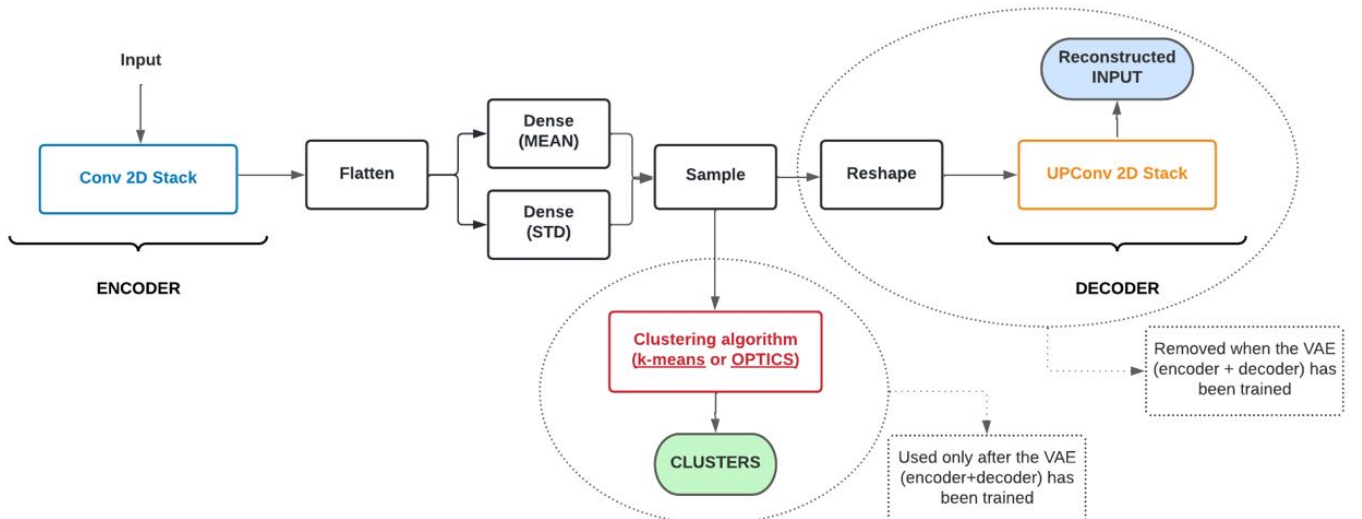 Input
Conv 2D Stack
ENCODER
Flatten
Dense
(MEAN)
Dense
(STD)
Sample
Reshape
UPConv 2D Stack
Reconstructed
INPUT
DECODER
Clustering algorithm
(k-means or OPTICS)
CLUSTERS
Removed when the VAE
(encoder + decoder) has
been trained
Used only after the VAE
(encoder+decoder) has
been trained